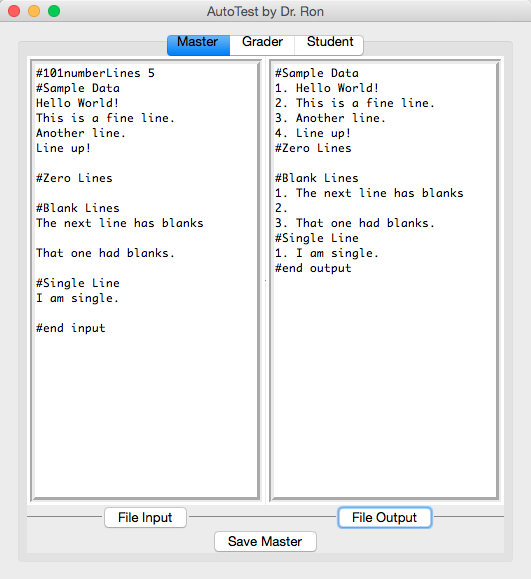 AutoTest by Dr. Ron
Master Grader Student
#101numberLines 5
#Sample Data
Hello World!
This is a fine line.
Another line.
Line up!
#Zero Lines
#Blank Lines
The next line has blanks
That one had blanks.
#Single Line
I am single.
#end input
#Sample Data
1. Hello World!
2. This is a fine line.
3. Another line.
4. Line up!
#Zero Lines
#Blank Lines
1. The next line has blanks
2.
3. That one had blanks.
#Single Line
1. I am single.
#end output
File Input File Output
Save Master